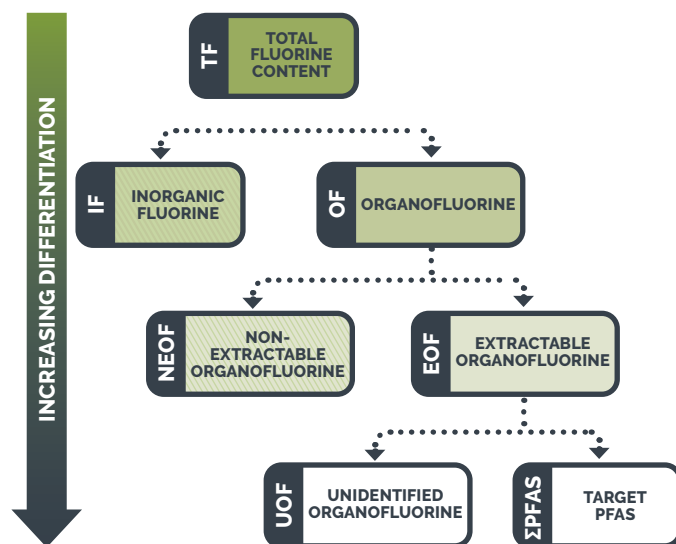 INCREASING DIFFERENTIATION
TF
TOTAL
FLUORINE
CONTENT
IF
INORGANIC
FLUORINE
OF
ORGANOFLUORINE
NEOF
NON-
EXTRACTABLE
ORGANOFLUORINE
EOF
EXTRACTABLE
ORGANOFLUORINE
UOF
UNIDENTIFIED
ORGANOFLUORINE
ΣPFAS
TARGET
PFAS